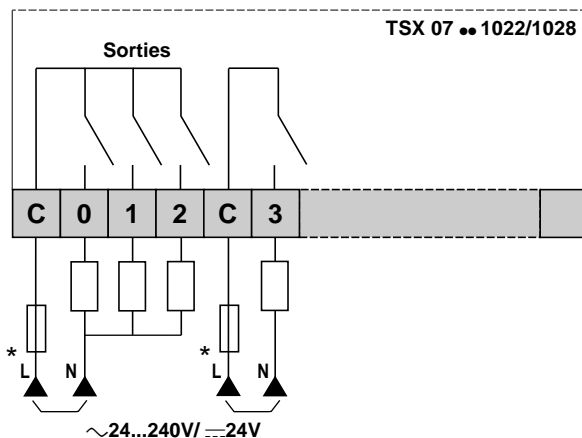 TSX 07 •• 1022/1028
Sorties
C 0 1 2 C 3
* L N * L N
～24...240V/ ⎓24V